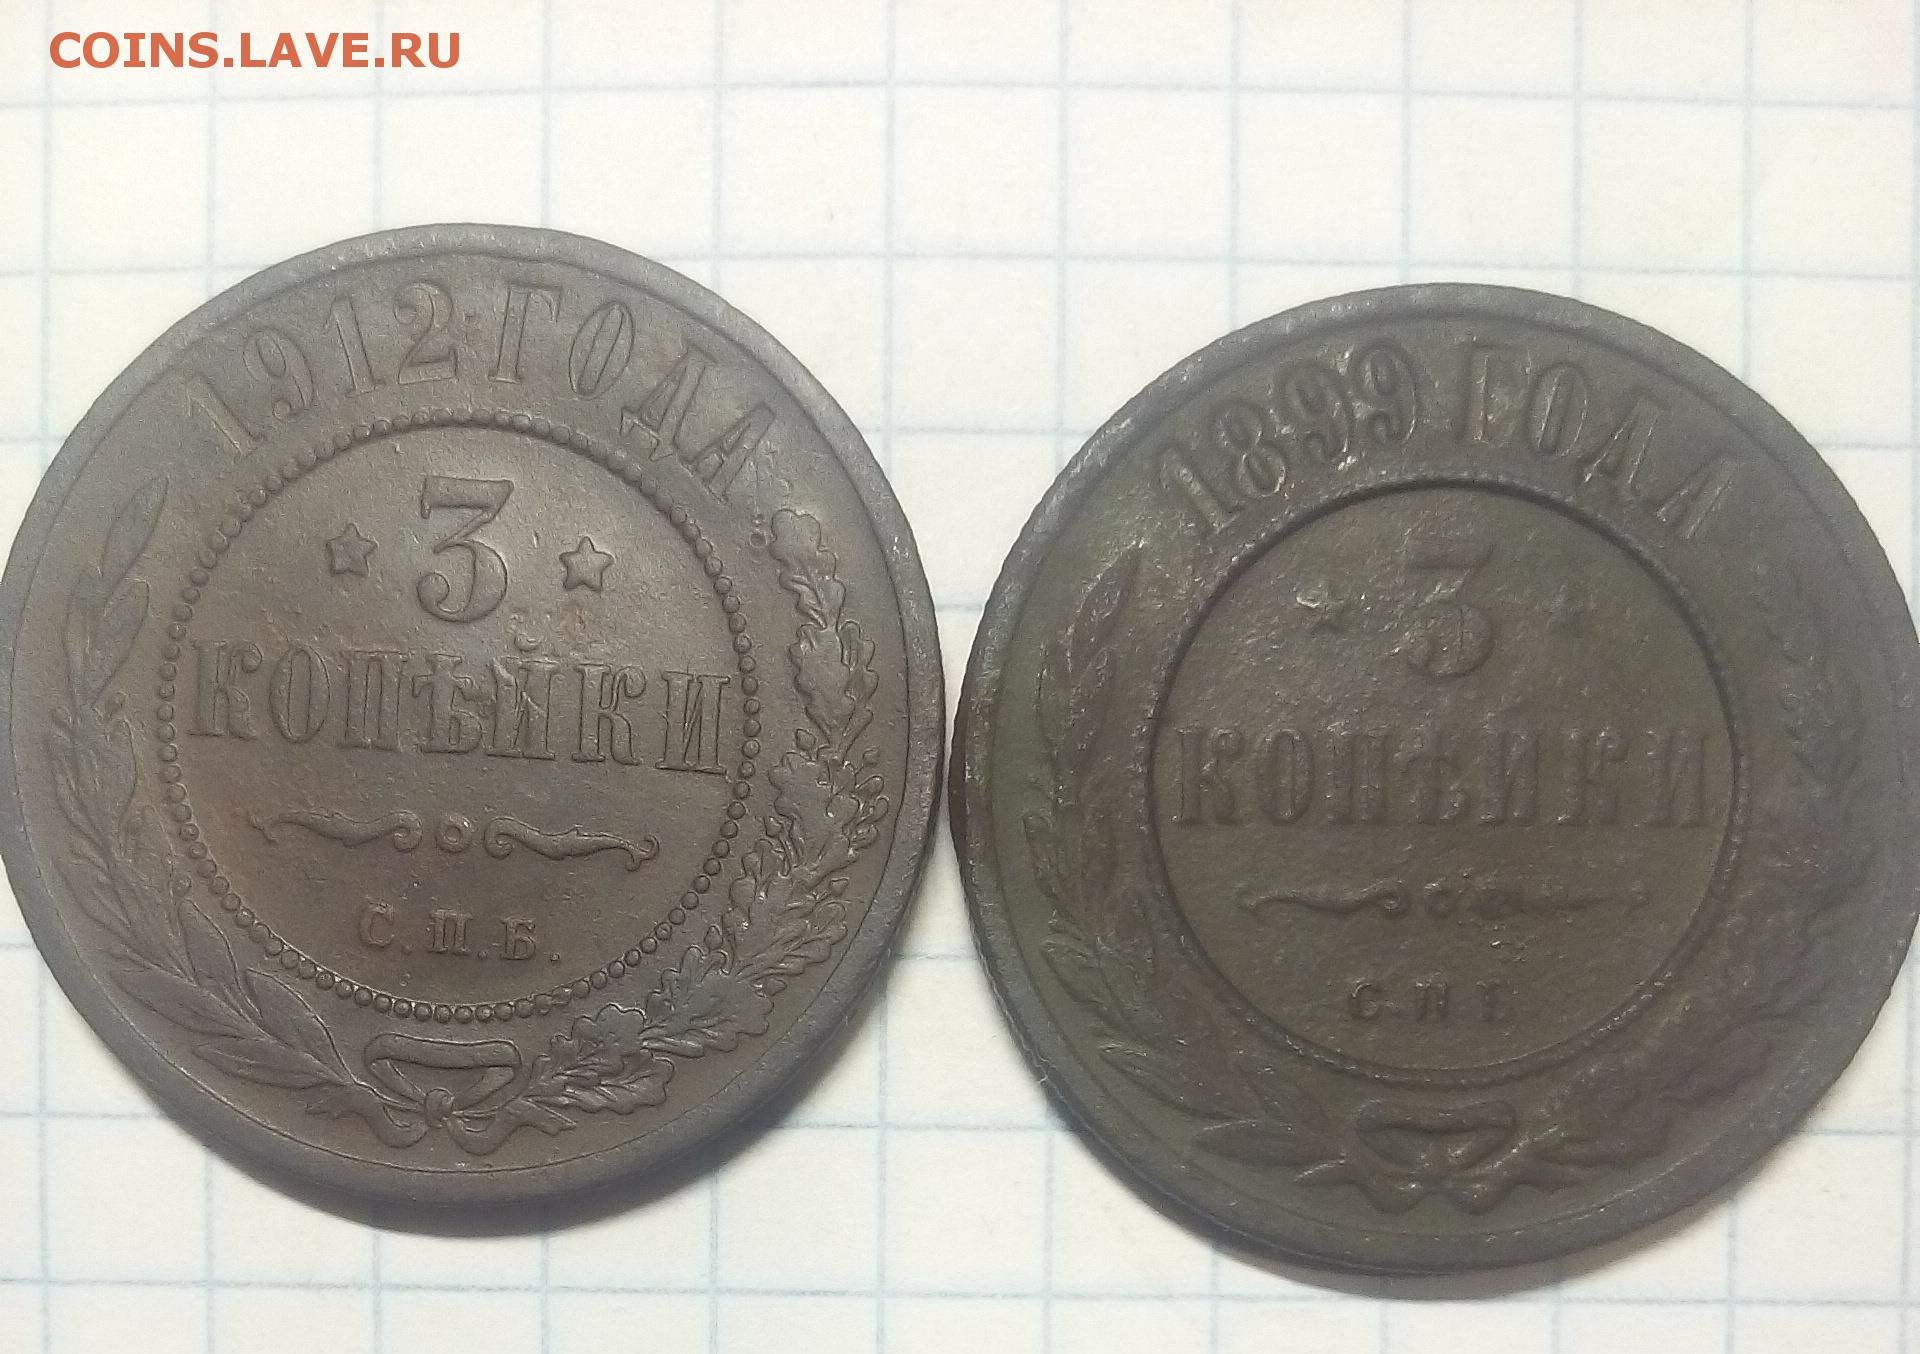 COINS.LAVE.RU
1912 ГОДА
3
КОПѢЙКИ
С.П.Б.
1899 ГОДА
3
КОПѢЙКИ
С.П.Б.